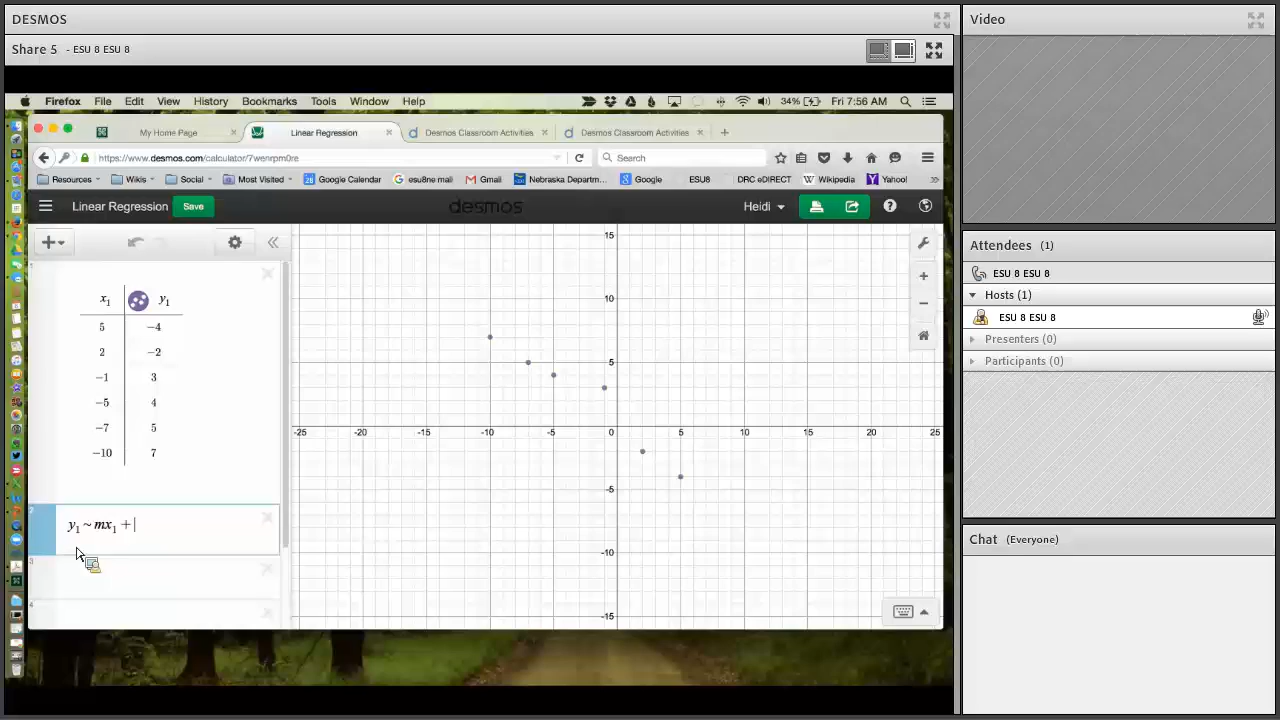 DESMOS
Share 5 - ESU 8 ESU 8
Firefox File Edit View History Bookmarks Tools Window Help 34% Fri 7:56 AM
My Home Page Linear Regression Desmos Classroom Activities Desmos Classroom Activities
https://www.desmos.com/calculator/7wenrpm0re Search
Resources Wikis Social Most Visited Google Calendar esu8ne mail Gmail Nebraska Departm... Google ESU8 DRC eDIRECT Wikipedia Yahoo!
Linear Regression Save desmos Heidi
1
x₁ y₁
5 −4
2 −2
−1 3
−5 4
−7 5
−10 7
2
y₁ ~ mx₁ +
3
4
15
10
5
-25 -20 -15 -10 -5 0 5 10 15 20 25
-5
-10
-15
Video
Attendees (1)
ESU 8 ESU 8
Hosts (1)
ESU 8 ESU 8
Presenters (0)
Participants (0)
Chat (Everyone)